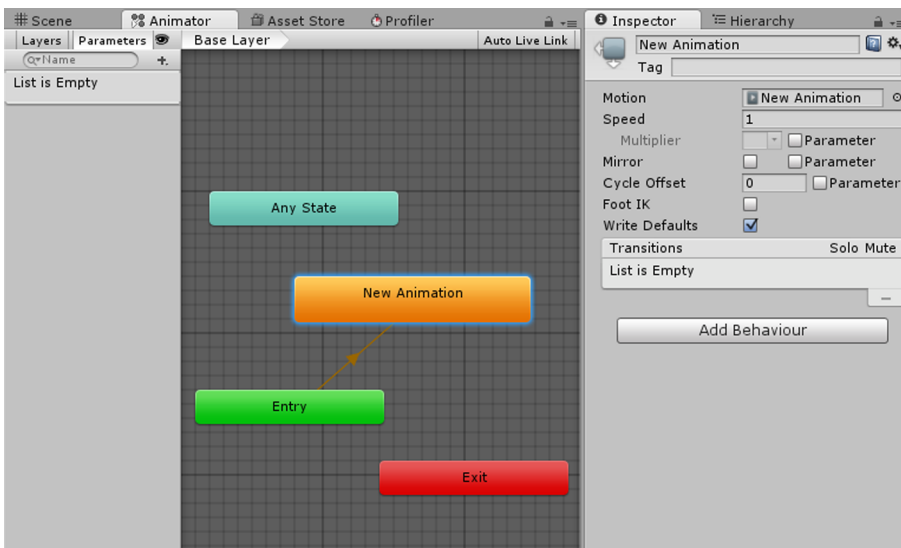 Scene Animator Asset Store Profiler
Layers Parameters Base Layer Auto Live Link
Name
List is Empty
Any State
New Animation
Entry
Exit
Inspector Hierarchy
New Animation
Tag
Motion New Animation
Speed 1
Multiplier Parameter
Mirror Parameter
Cycle Offset 0 Parameter
Foot IK
Write Defaults
Transitions Solo Mute
List is Empty
Add Behaviour